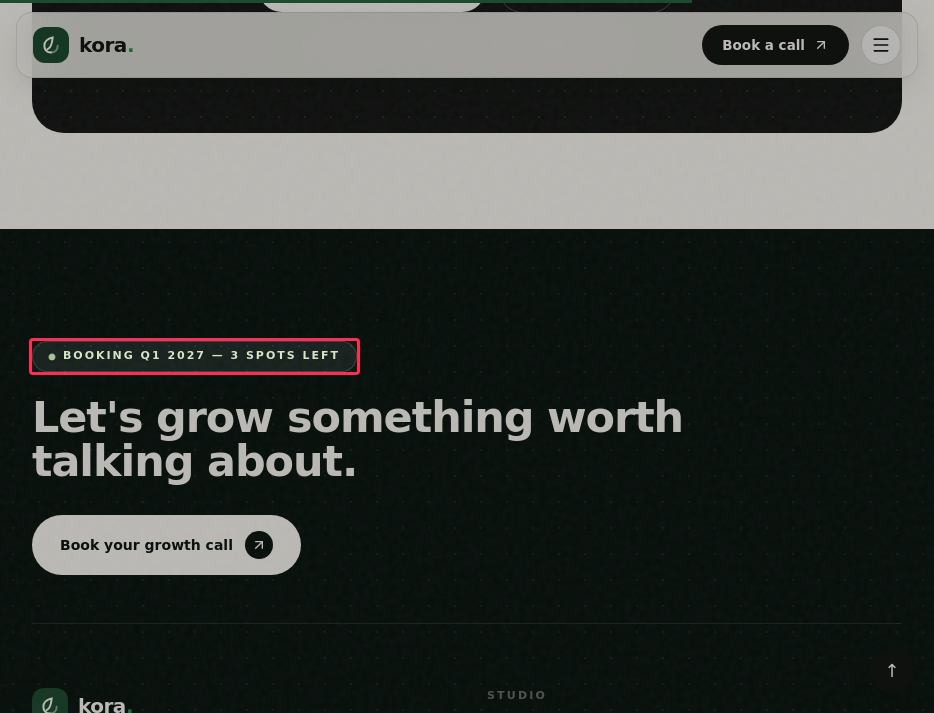 kora.
Book a call
BOOKING Q1 2027 — 3 SPOTS LEFT
Let's grow something worth
talking about.
Book your growth call
kora.
STUDIO